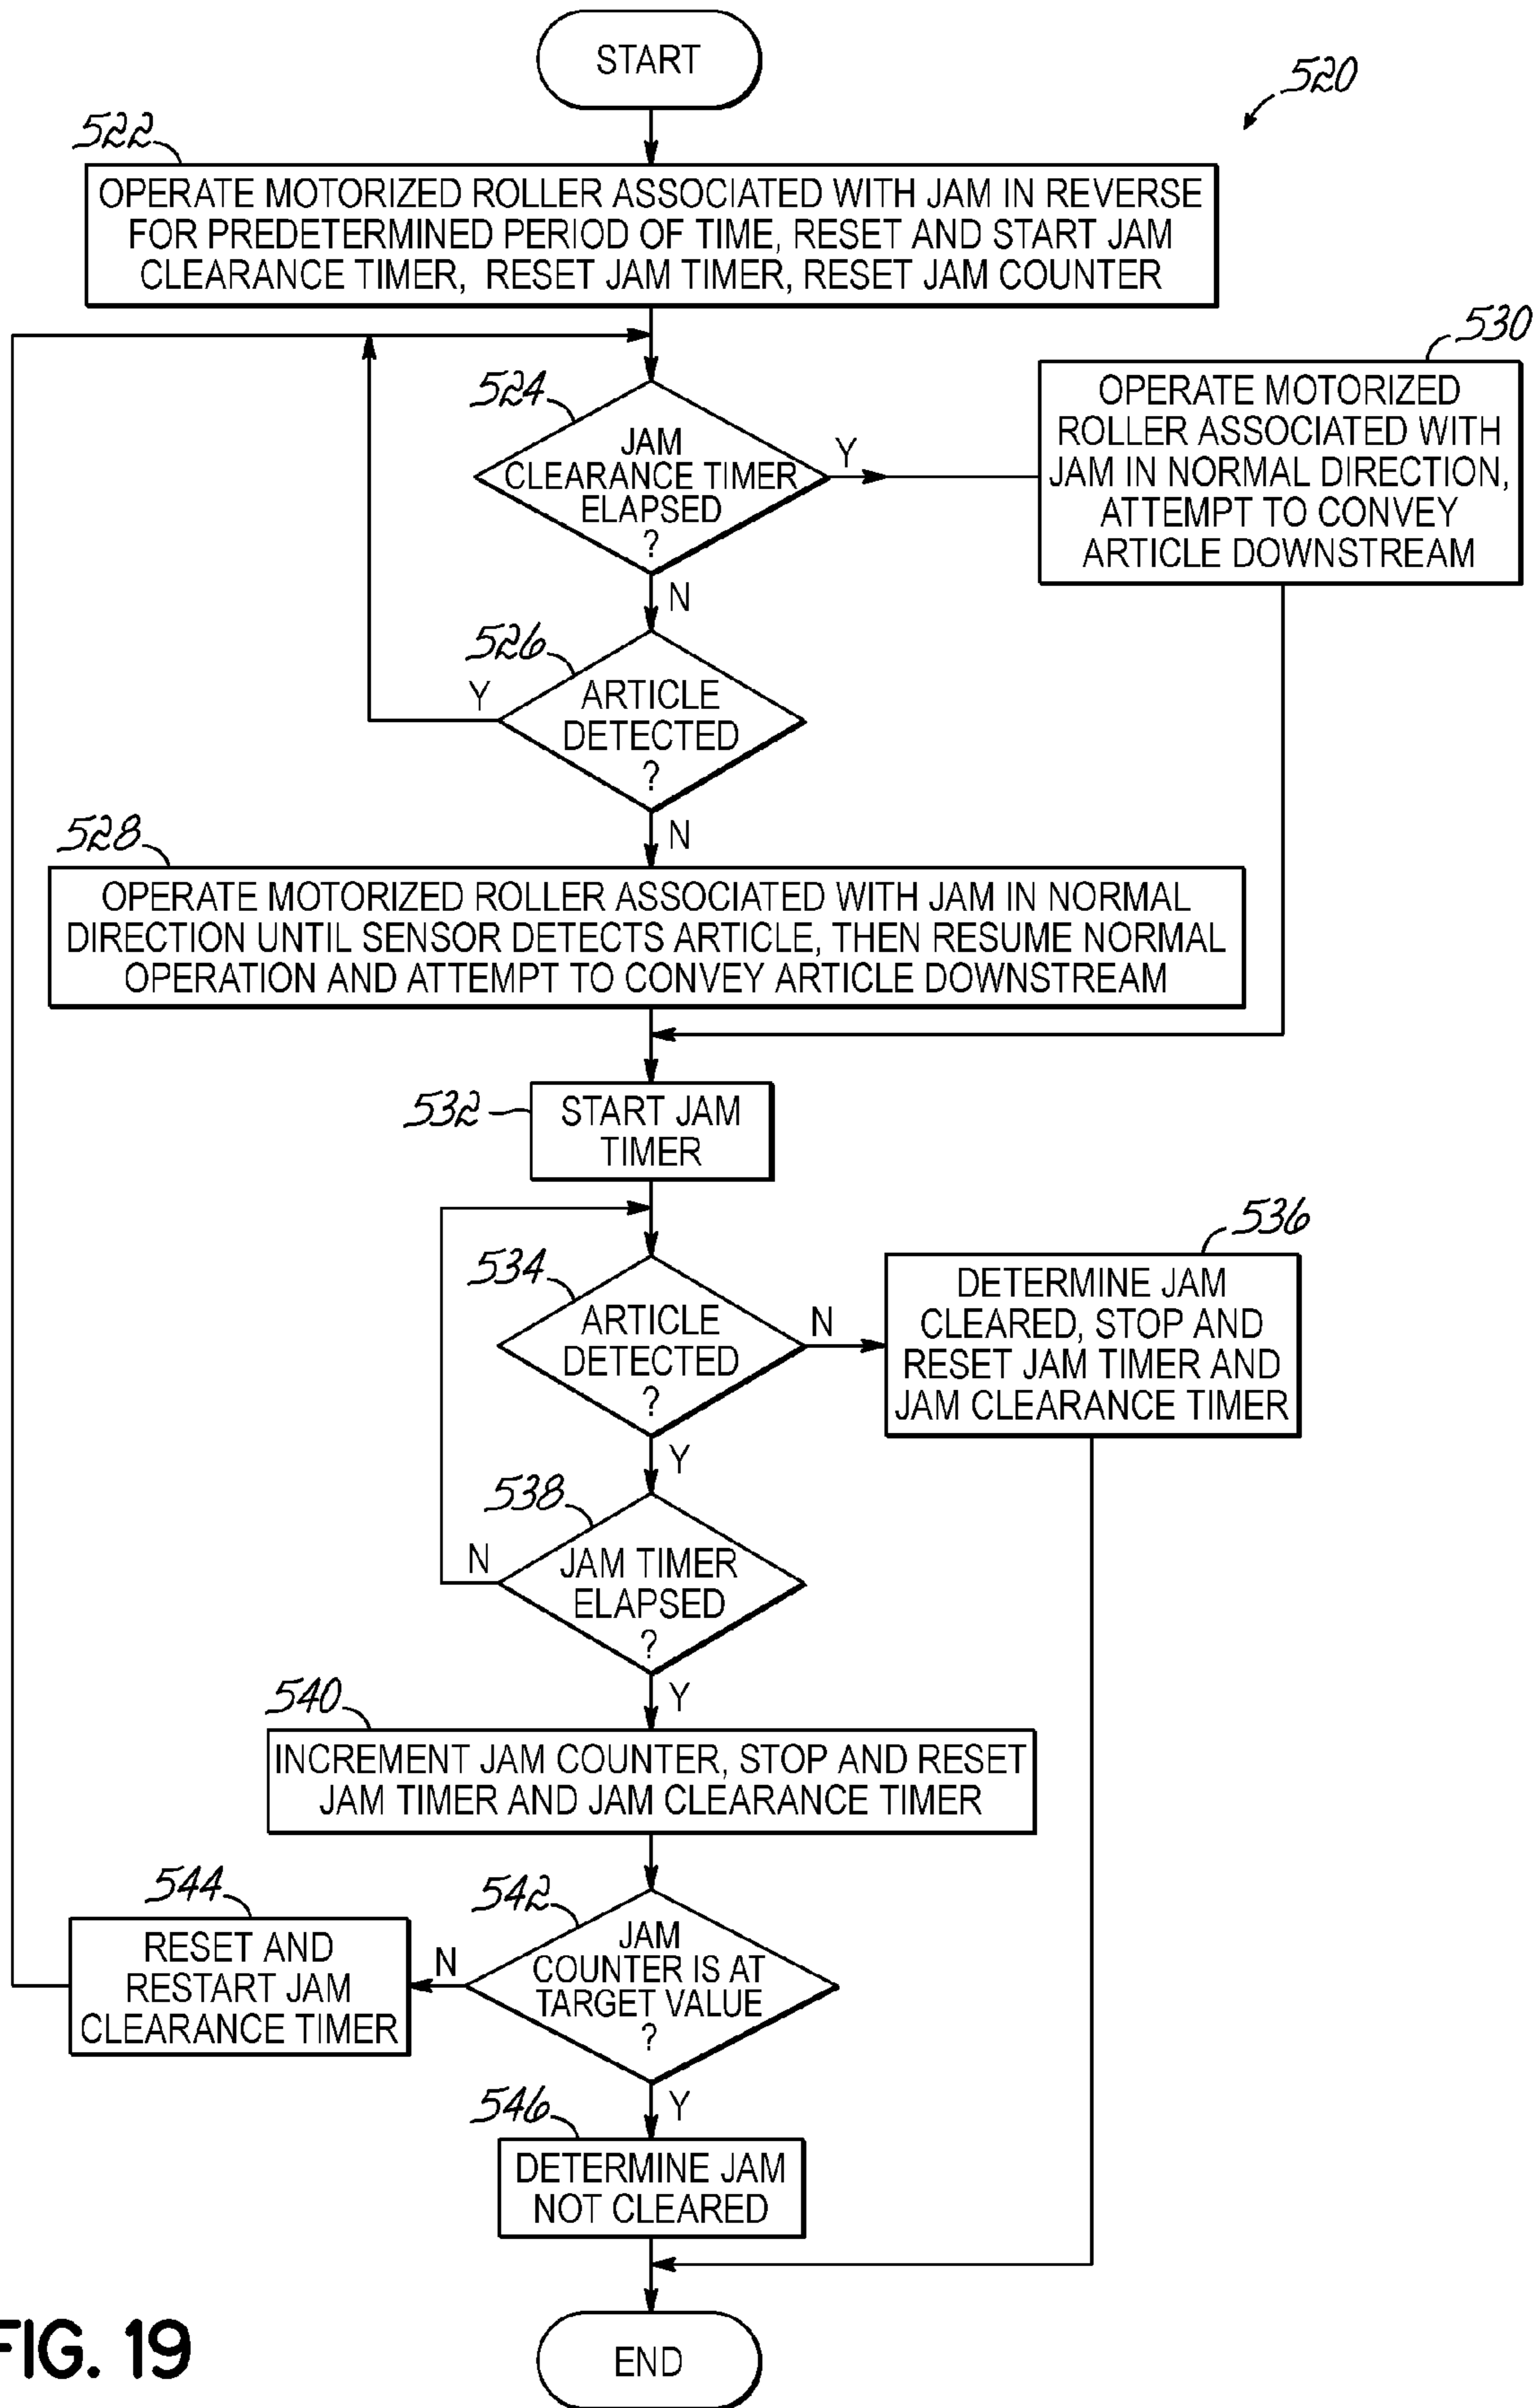 START
520
522
OPERATE MOTORIZED ROLLER ASSOCIATED WITH JAM IN REVERSE
FOR PREDETERMINED PERIOD OF TIME, RESET AND START JAM
CLEARANCE TIMER, RESET JAM TIMER, RESET JAM COUNTER
524
JAM
CLEARANCE TIMER
ELAPSED
?
Y
N
530
OPERATE MOTORIZED
ROLLER ASSOCIATED WITH
JAM IN NORMAL DIRECTION,
ATTEMPT TO CONVEY
ARTICLE DOWNSTREAM
526
ARTICLE
DETECTED
?
Y
N
528
OPERATE MOTORIZED ROLLER ASSOCIATED WITH JAM IN NORMAL
DIRECTION UNTIL SENSOR DETECTS ARTICLE, THEN RESUME NORMAL
OPERATION AND ATTEMPT TO CONVEY ARTICLE DOWNSTREAM
532
START JAM
TIMER
534
ARTICLE
DETECTED
?
N
Y
536
DETERMINE JAM
CLEARED, STOP AND
RESET JAM TIMER AND
JAM CLEARANCE TIMER
538
JAM TIMER
ELAPSED
?
N
Y
540
INCREMENT JAM COUNTER, STOP AND RESET
JAM TIMER AND JAM CLEARANCE TIMER
542
JAM
COUNTER IS AT
TARGET VALUE
?
N
Y
544
RESET AND
RESTART JAM
CLEARANCE TIMER
546
DETERMINE JAM
NOT CLEARED
END
FIG. 19